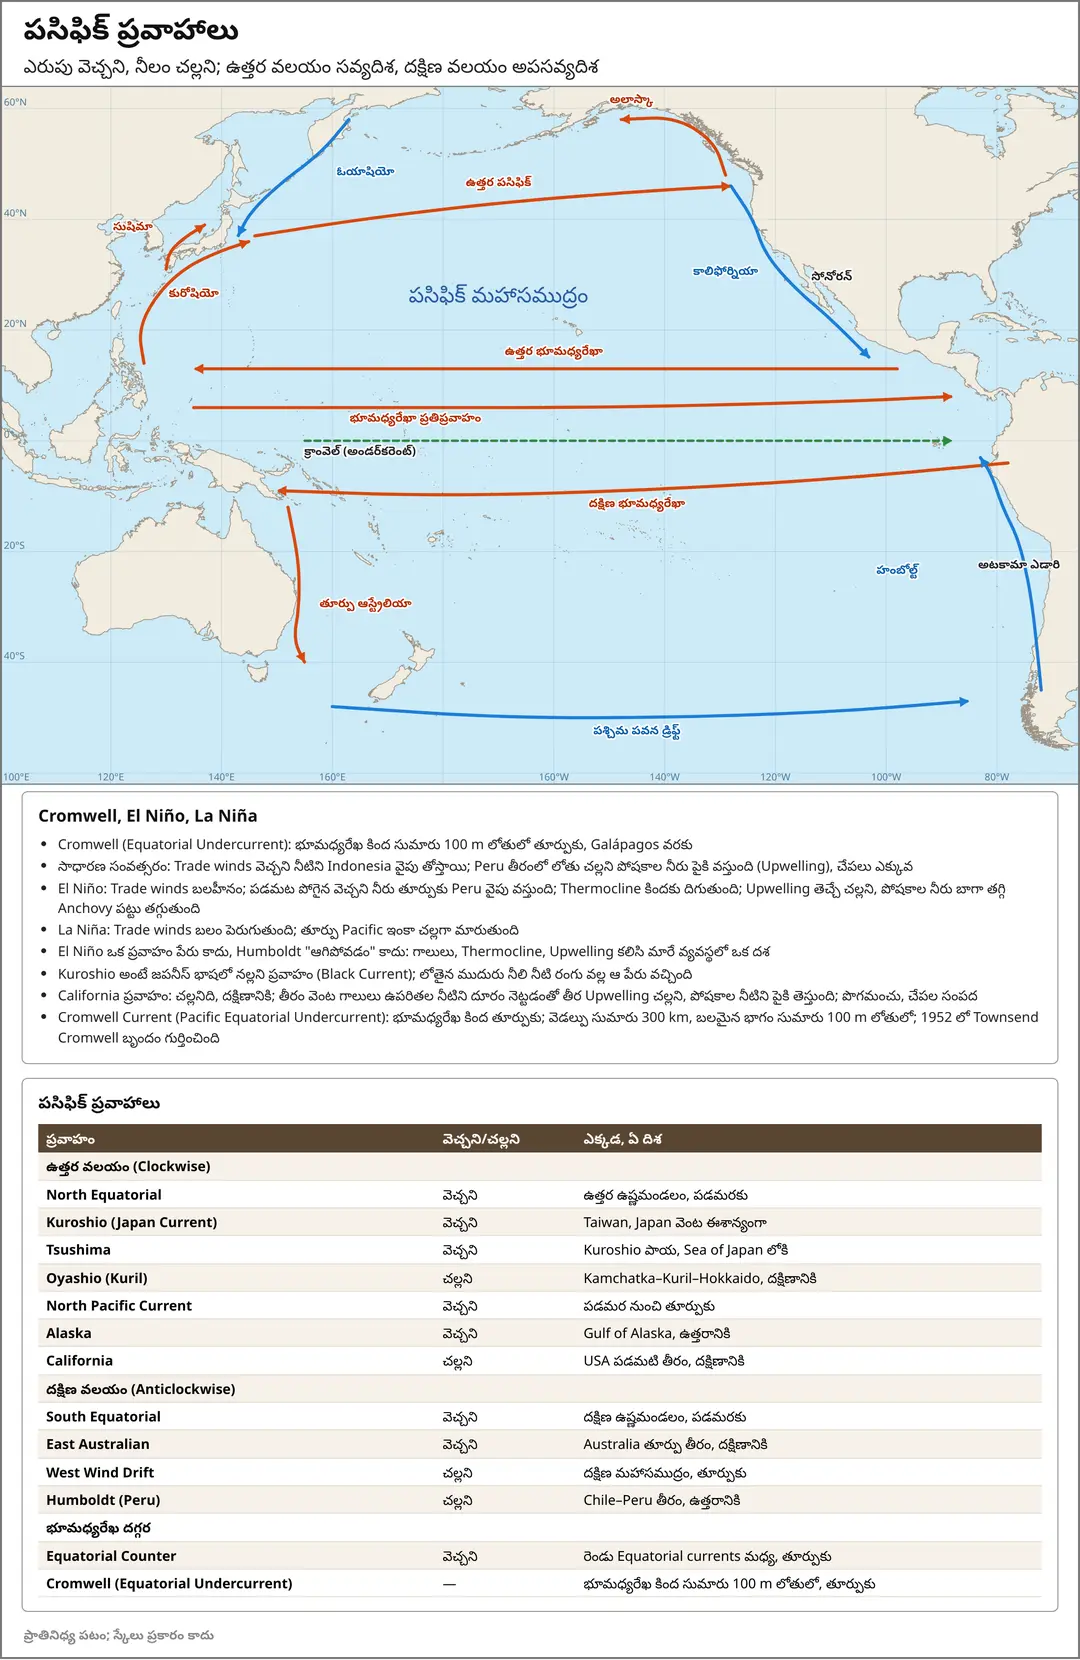 పసిఫిక్ ప్రవాహాలు
ఎరుపు వెచ్చని, నీలం చల్లని; ఉత్తర వలయం సవ్యదిశ, దక్షిణ వలయం అపసవ్యదిశ
60°N
అలాస్కా
ఓయాషియో
ఉత్తర పసిఫిక్
40°N
సుషిమా
కాలిఫోర్నియా
సోనోరన్
కురోషియో
పసిఫిక్ మహాసముద్రం
20°N
ఉత్తర భూమధ్యరేఖా
భూమధ్యరేఖా ప్రతిప్రవాహం
0°
క్రాంవెల్ (అండర్‌కరెంట్)
దక్షిణ భూమధ్యరేఖా
20°S
హంబోల్ట్
అటకామా ఎడారి
తూర్పు ఆస్ట్రేలియా
40°S
పశ్చిమ పవన డ్రిఫ్ట్
100°E 120°E 140°E 160°E 160°W 140°W 120°W 100°W 80°W
Cromwell, El Niño, La Niña
• Cromwell (Equatorial Undercurrent): భూమధ్యరేఖ కింద సుమారు 100 m లోతులో తూర్పుకు, Galápagos వరకు
• సాధారణ సంవత్సరం: Trade winds వెచ్చని నీటిని Indonesia వైపు తోస్తాయి; Peru తీరంలో లోతు చల్లని పోషకాల నీరు పైకి వస్తుంది (Upwelling), చేపలు ఎక్కువ
• El Niño: Trade winds బలహీనం; పడమట పోగైన వెచ్చని నీరు తూర్పుకు Peru వైపు వస్తుంది; Thermocline కిందకు దిగుతుంది; Upwelling తెచ్చే చల్లని, పోషకాల నీరు బాగా తగ్గి
Anchovy పట్టు తగ్గుతుంది
• La Niña: Trade winds బలం పెరుగుతుంది; తూర్పు Pacific ఇంకా చల్లగా మారుతుంది
• El Niño ఒక ప్రవాహం పేరు కాదు, Humboldt "ఆగిపోవడం" కాదు: గాలులు, Thermocline, Upwelling కలిసి మారే వ్యవస్థలో ఒక దశ
• Kuroshio అంటే జపనీస్ భాషలో నల్లని ప్రవాహం (Black Current); లోతైన ముదురు నీలి నీటి రంగు వల్ల ఆ పేరు వచ్చింది
• California ప్రవాహం: చల్లనిది, దక్షిణానికి; తీరం వెంట గాలులు ఉపరితల నీటిని దూరం నెట్టడంతో తీర Upwelling చల్లని, పోషకాల నీటిని పైకి తెస్తుంది; పొగమంచు, చేపల సంపద
• Cromwell Current (Pacific Equatorial Undercurrent): భూమధ్యరేఖ కింద తూర్పుకు; వెడల్పు సుమారు 300 km, బలమైన భాగం సుమారు 100 m లోతులో; 1952 లో Townsend
Cromwell బృందం గుర్తించింది
పసిఫిక్ ప్రవాహాలు
ప్రవాహం వెచ్చని/చల్లని ఎక్కడ, ఏ దిశ
ఉత్తర వలయం (Clockwise)
North Equatorial వెచ్చని ఉత్తర ఉష్ణమండలం, పడమరకు
Kuroshio (Japan Current) వెచ్చని Taiwan, Japan వెంట ఈశాన్యంగా
Tsushima వెచ్చని Kuroshio పాయ, Sea of Japan లోకి
Oyashio (Kuril) చల్లని Kamchatka–Kuril–Hokkaido, దక్షిణానికి
North Pacific Current వెచ్చని పడమర నుంచి తూర్పుకు
Alaska వెచ్చని Gulf of Alaska, ఉత్తరానికి
California చల్లని USA పడమటి తీరం, దక్షిణానికి
దక్షిణ వలయం (Anticlockwise)
South Equatorial వెచ్చని దక్షిణ ఉష్ణమండలం, పడమరకు
East Australian వెచ్చని Australia తూర్పు తీరం, దక్షిణానికి
West Wind Drift చల్లని దక్షిణ మహాసముద్రం, తూర్పుకు
Humboldt (Peru) చల్లని Chile–Peru తీరం, ఉత్తరానికి
భూమధ్యరేఖ దగ్గర
Equatorial Counter వెచ్చని రెండు Equatorial currents మధ్య, తూర్పుకు
Cromwell (Equatorial Undercurrent) — భూమధ్యరేఖ కింద సుమారు 100 m లోతులో, తూర్పుకు
ప్రాతినిధ్య పటం; స్కేలు ప్రకారం కాదు